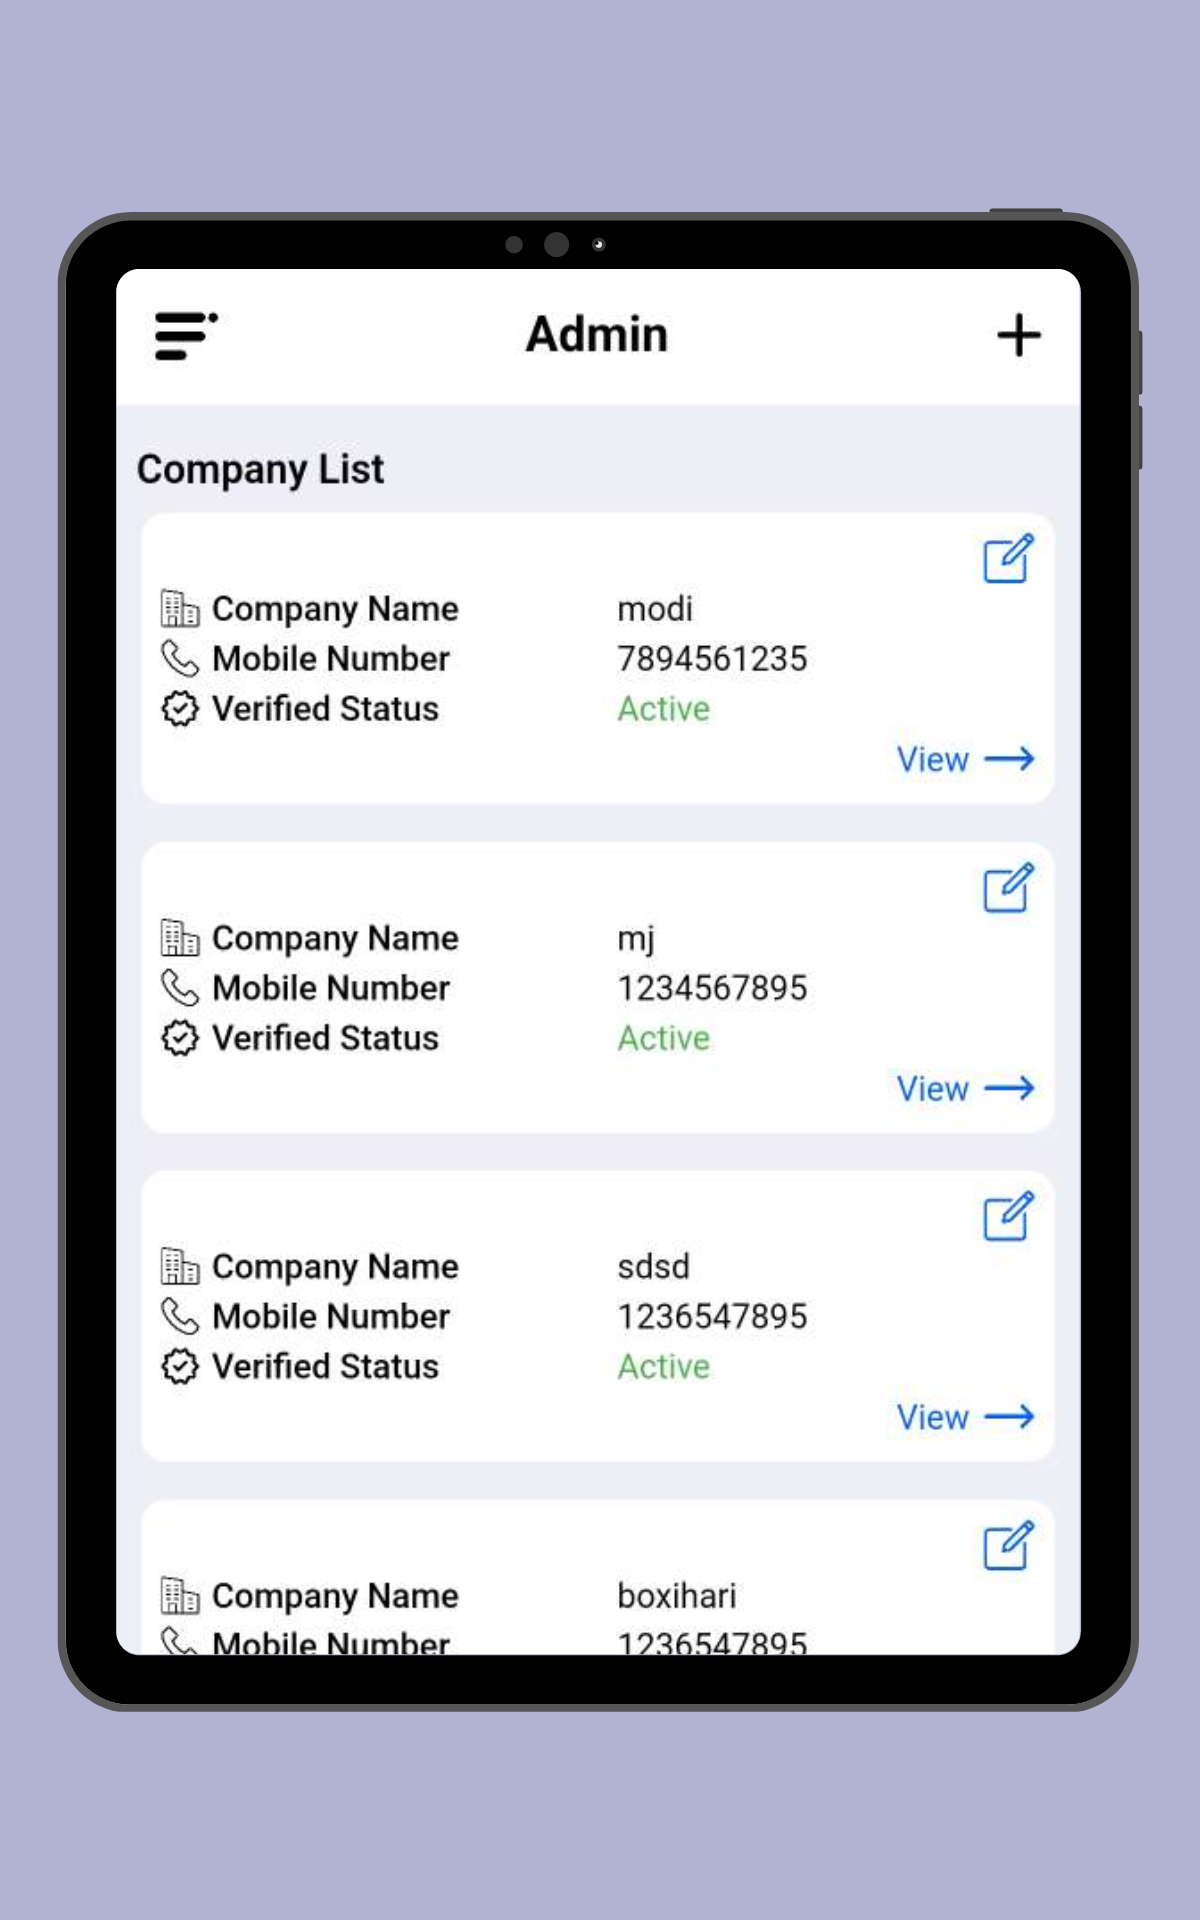 Admin
Company List
Company Name modi
Mobile Number 7894561235
Verified Status Active
View
Company Name mj
Mobile Number 1234567895
Verified Status Active
View
Company Name sdsd
Mobile Number 1236547895
Verified Status Active
View
Company Name boxihari
Mobile Number 1236547895